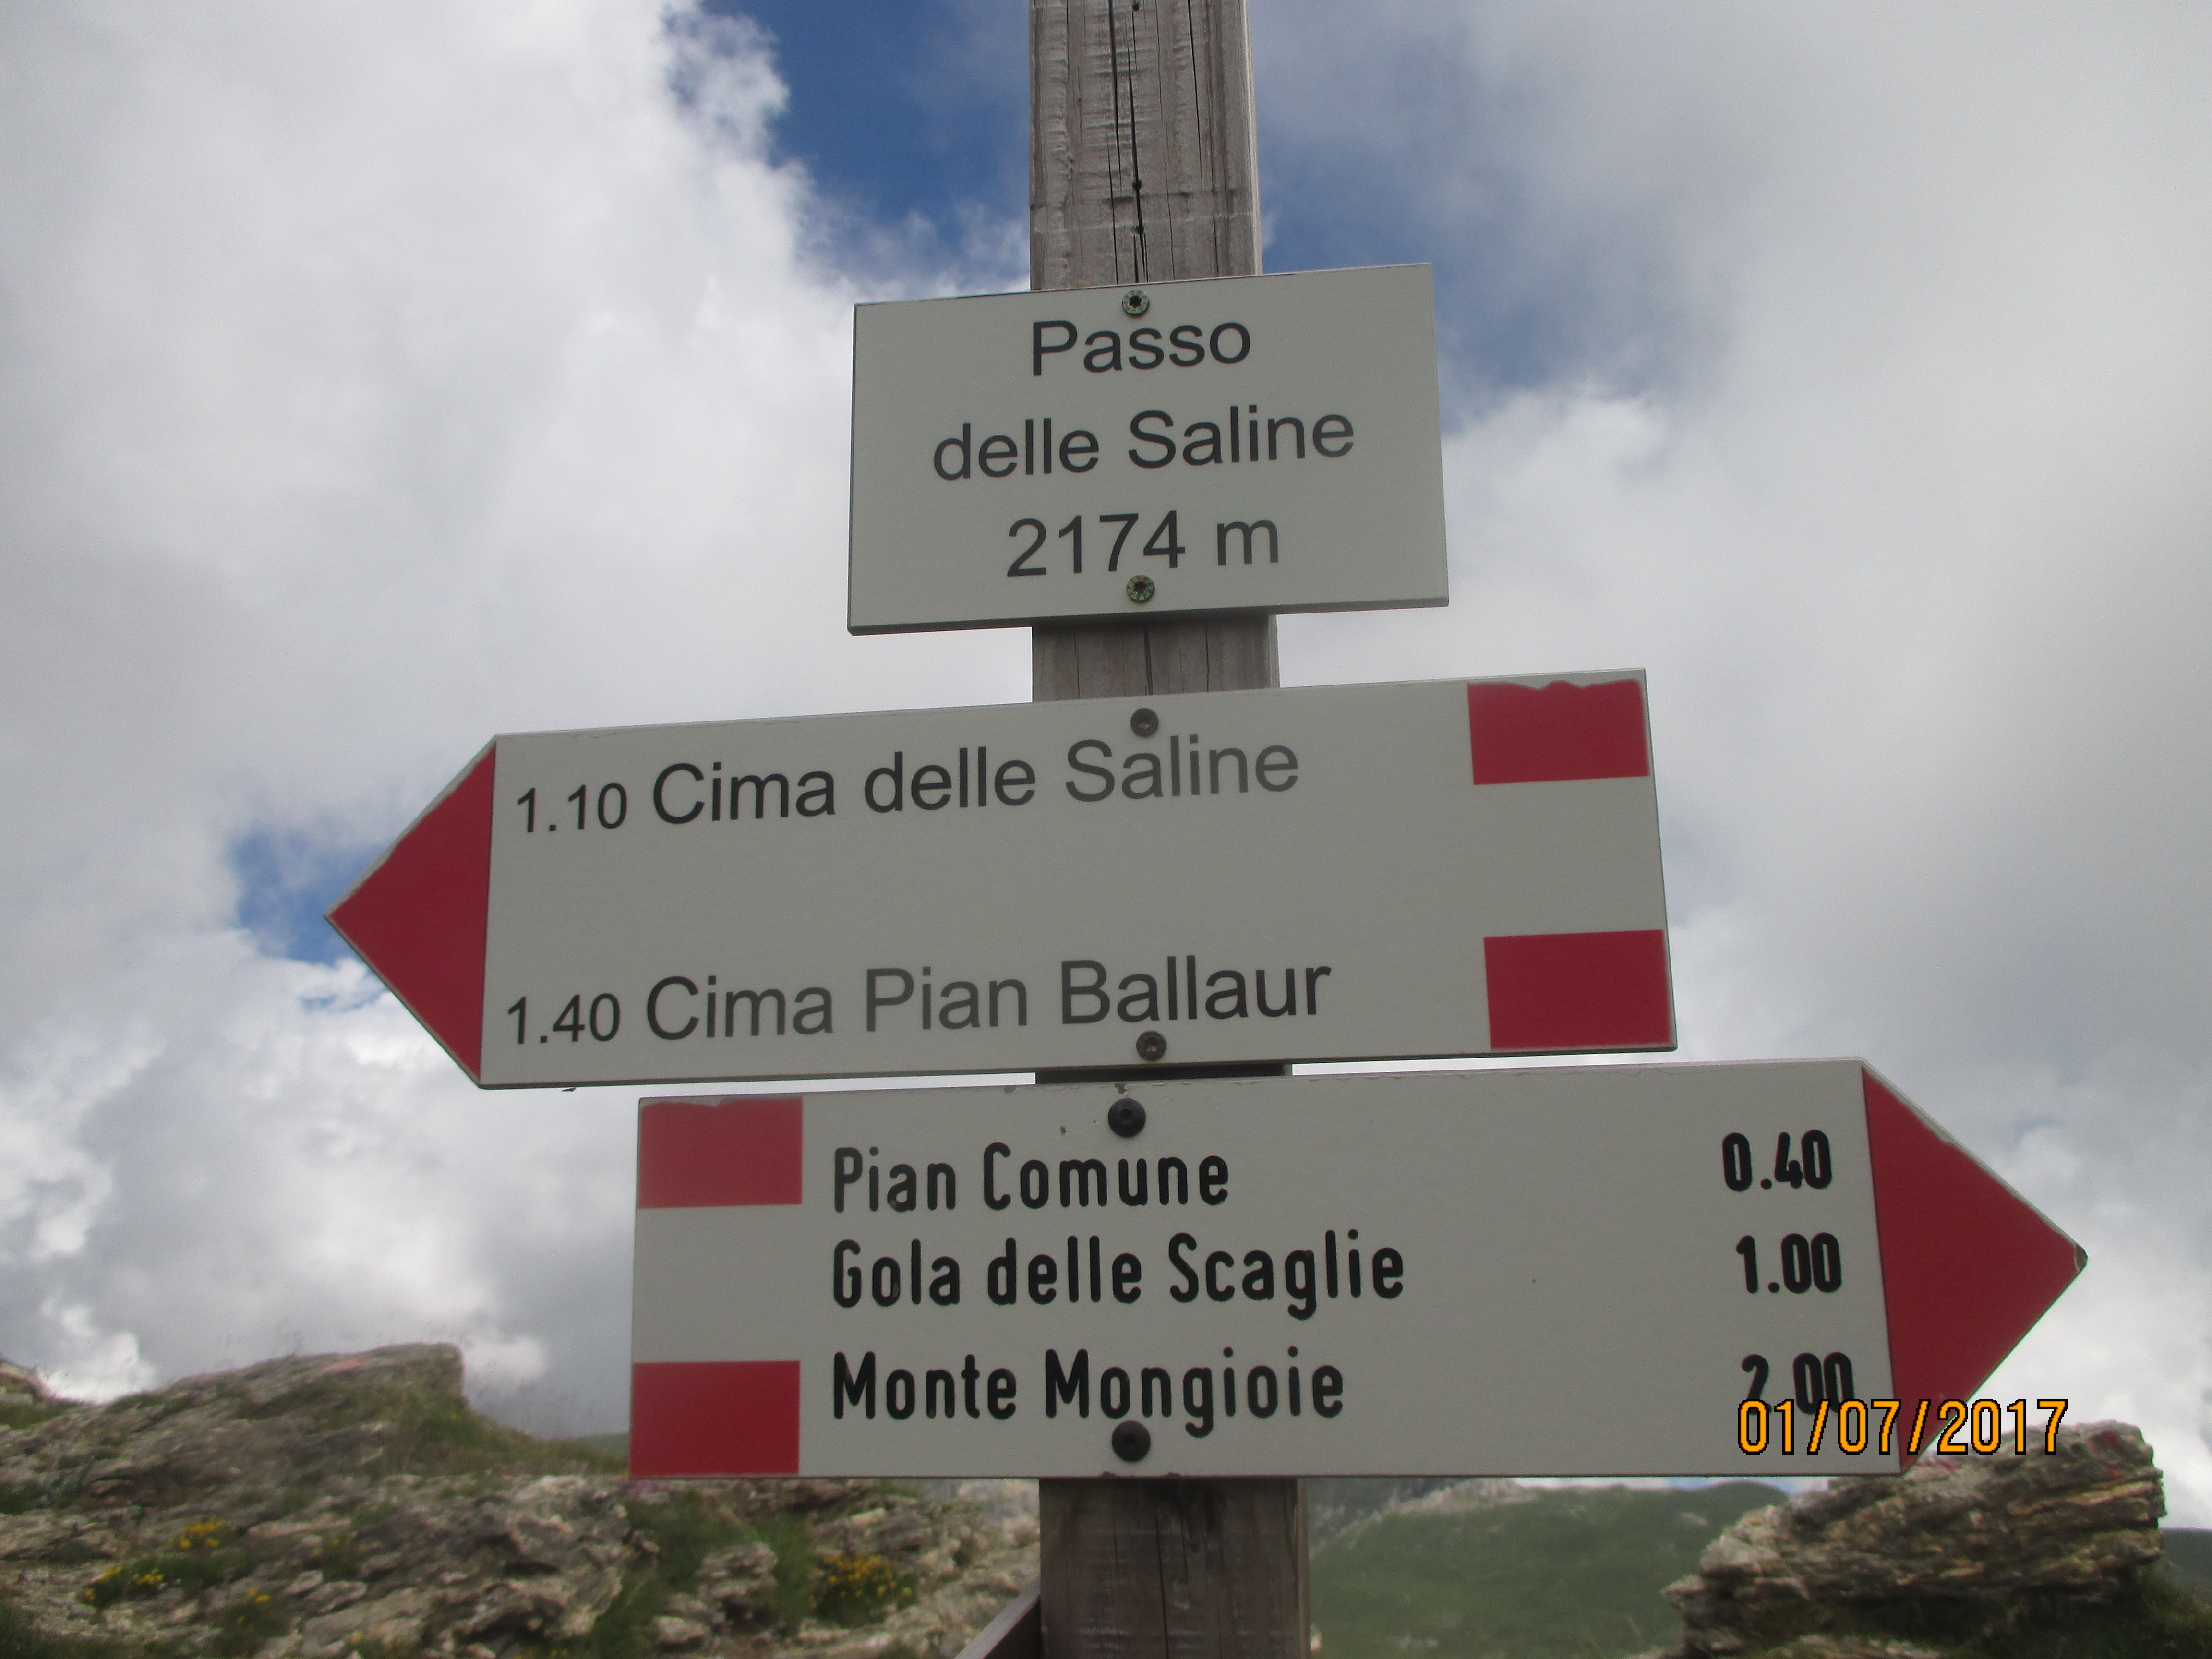 Passo
delle Saline
2174 m
1.10 Cima delle Saline
1.40 Cima Pian Ballaur
Pian Comune 0.40
Gola delle Scaglie 1.00
Monte Mongioie 2.00
01/07/2017